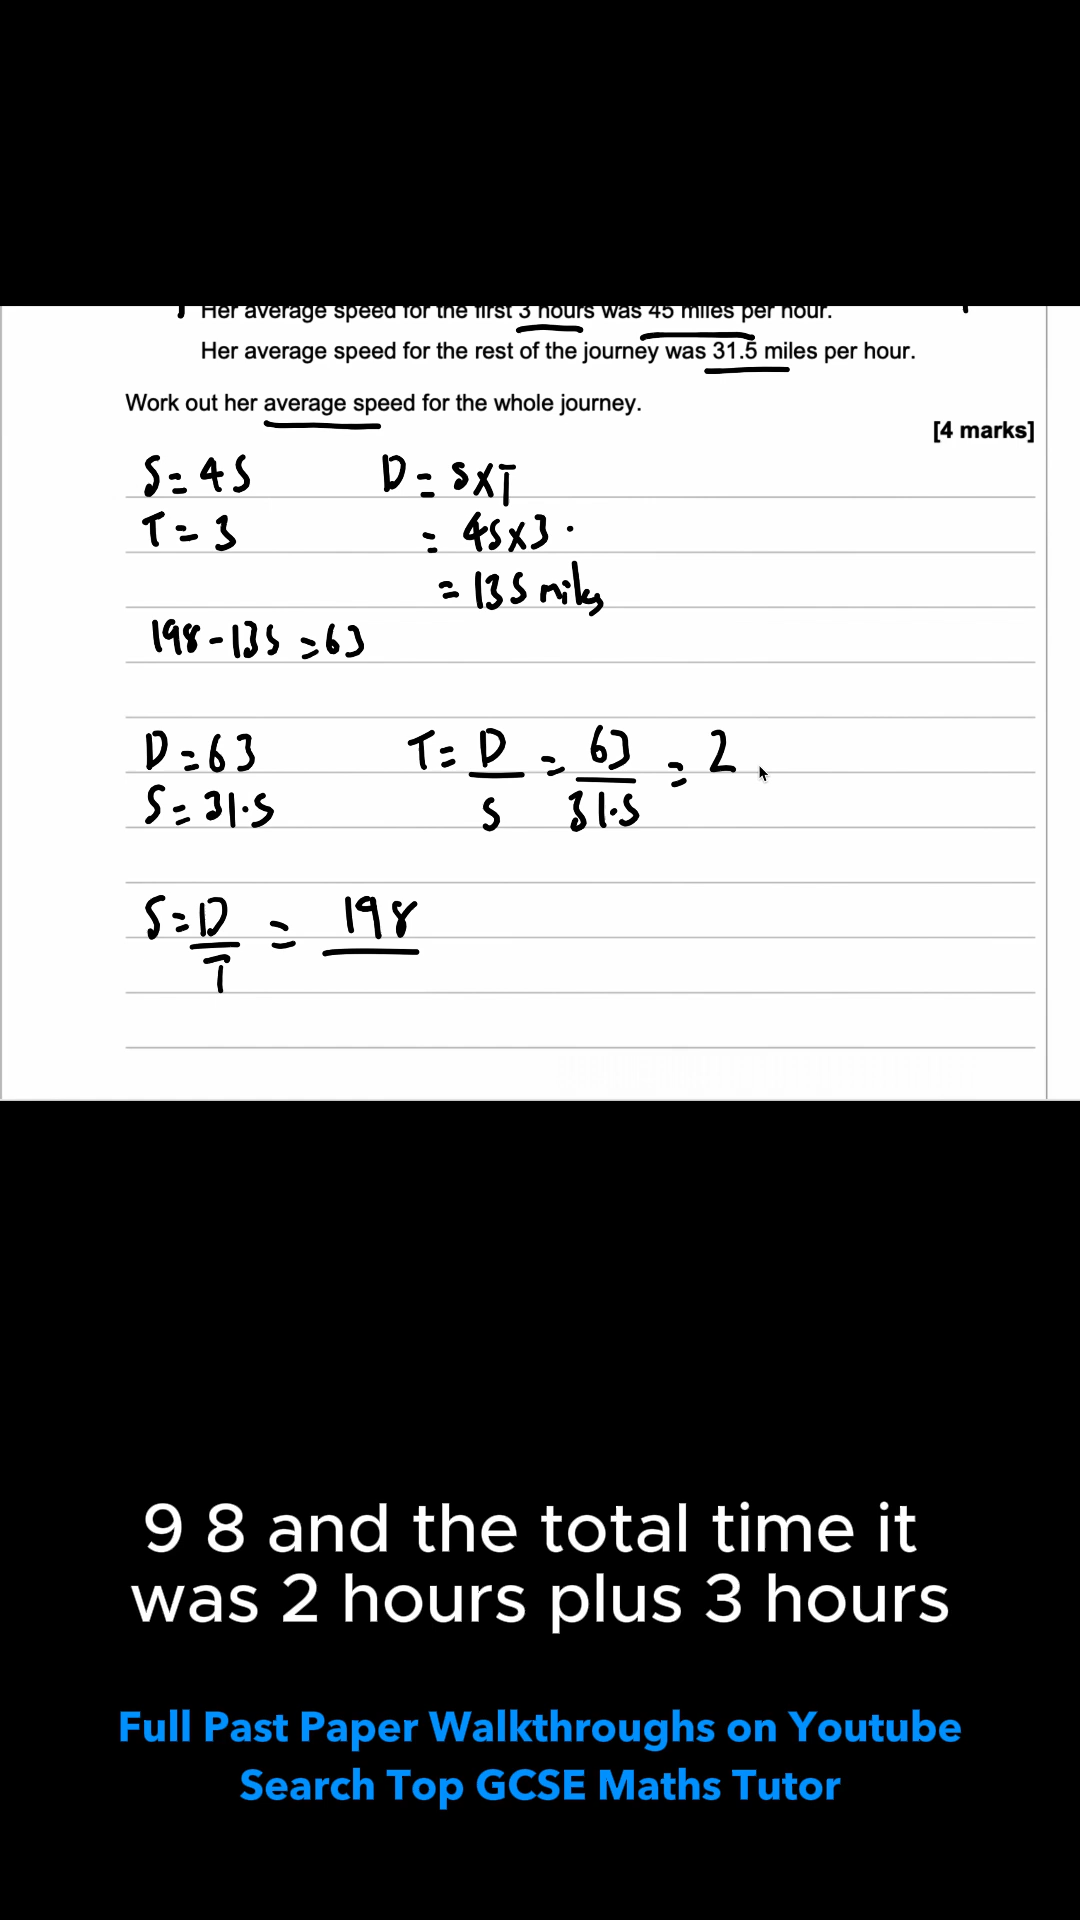 Her average speed for the first 3 hours was 45 miles per hour.
Her average speed for the rest of the journey was 31.5 miles per hour.
Work out her average speed for the whole journey.
[4 marks]
S = 45 D = S×T
T = 3 = 45×3
= 135 miles
198-135 = 63
D = 63 T = D/S = 63/31.5 = 2
S = 31.5
S = D/T = 198
9 8 and the total time it
was 2 hours plus 3 hours
Full Past Paper Walkthroughs on Youtube
Search Top GCSE Maths Tutor